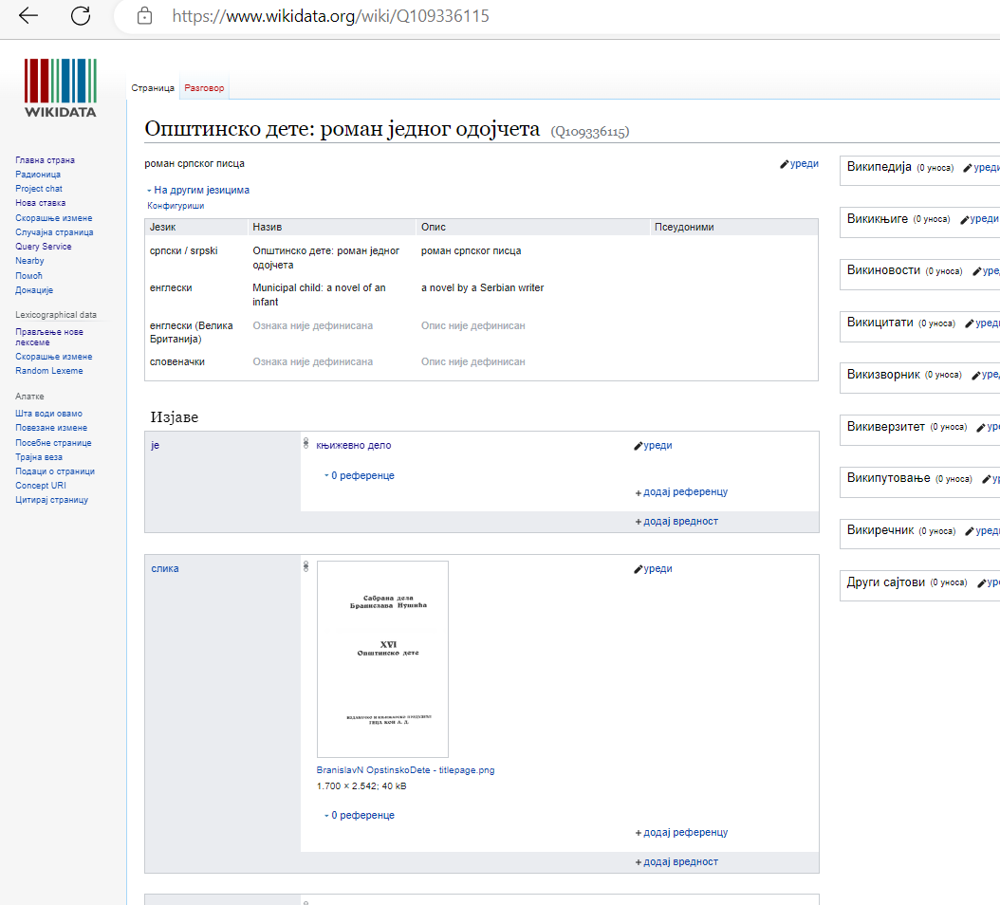 https://www.wikidata.org/wiki/Q109336115
WIKIDATA
Страница
Разговор
Општинско дете: роман једног одојчета (Q109336115)
роман српског писца
уреди
На другим језицима
Конфигуриши
Језик Назив Опис Псеудоними
српски / srpski Општинско дете: роман једног роман српског писца
одојчета
енглески Municipal child: a novel of an a novel by a Serbian writer
infant
енглески (Велика Ознака није дефинисана Опис није дефинисан
Британија)
словеначки Ознака није дефинисана Опис није дефинисан
Изјаве
је
књижевно дело
уреди
0 референце
+ додај референцу
+ додај вредност
слика
уреди
Сабрана дела
Бранислава Нушића
XVI
Општинско дете
ИЗДАВАЧКО И КЊИЖАРСКО ПРЕДУЗЕЋЕ
ГЕЦА КОН А. Д.
BranislavN OpstinskoDete - titlepage.png
1.700 × 2.542; 40 kB
0 референце
+ додај референцу
+ додај вредност
Главна страна
Радионица
Project chat
Нова ставка
Скорашње измене
Случајна страница
Query Service
Nearby
Помоћ
Донације
Lexicographical data
Прављење нове
лексеме
Скорашње измене
Random Lexeme
Алатке
Шта води овамо
Повезане измене
Посебне странице
Трајна веза
Подаци о страници
Concept URI
Цитирај страницу
Википедија (0 уноса) уреди
Викикњиге (0 уноса) уреди
Викиновости (0 уноса) уре
Викицитати (0 уноса) уреди
Викизворник (0 уноса) уре
Викиверзитет (0 уноса) ур
Википутовање (0 уноса) у
Викиречник (0 уноса) уреди
Други сајтови (0 уноса) ур